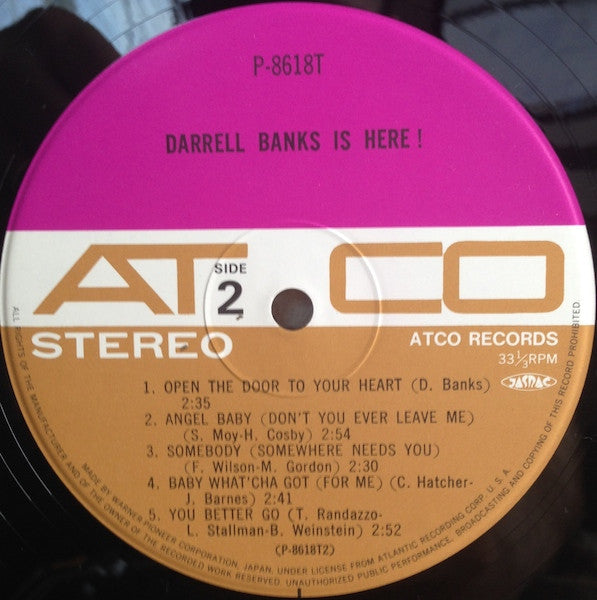 P-8618T
DARRELL BANKS IS HERE!
ATCO
SIDE
2
STEREO
ATCO RECORDS
33⅓RPM
JASRAC
1. OPEN THE DOOR TO YOUR HEART (D. Banks)
2:35
2. ANGEL BABY (DON'T YOU EVER LEAVE ME)
(S. Moy-H. Cosby) 2:54
3. SOMEBODY (SOMEWHERE NEEDS YOU)
(F. Wilson-M. Gordon) 2:30
4. BABY WHAT'CHA GOT (FOR ME) (C. Hatcher-
J. Barnes) 2:41
5. YOU BETTER GO (T. Randazzo-
L. Stallman-B. Weinstein) 2:52
(P-8618T2)
MADE BY WARNER PIONEER CORPORATION, JAPAN, UNDER LICENSE FROM ATLANTIC RECORDING CORP. U.S.A.
ALL RIGHTS OF THE MANUFACTURER AND OF THE OWNER OF THE RECORDED WORK RESERVED. UNAUTHORIZED PUBLIC PERFORMANCE, BROADCASTING AND COPYING OF THIS RECORD PROHIBITED